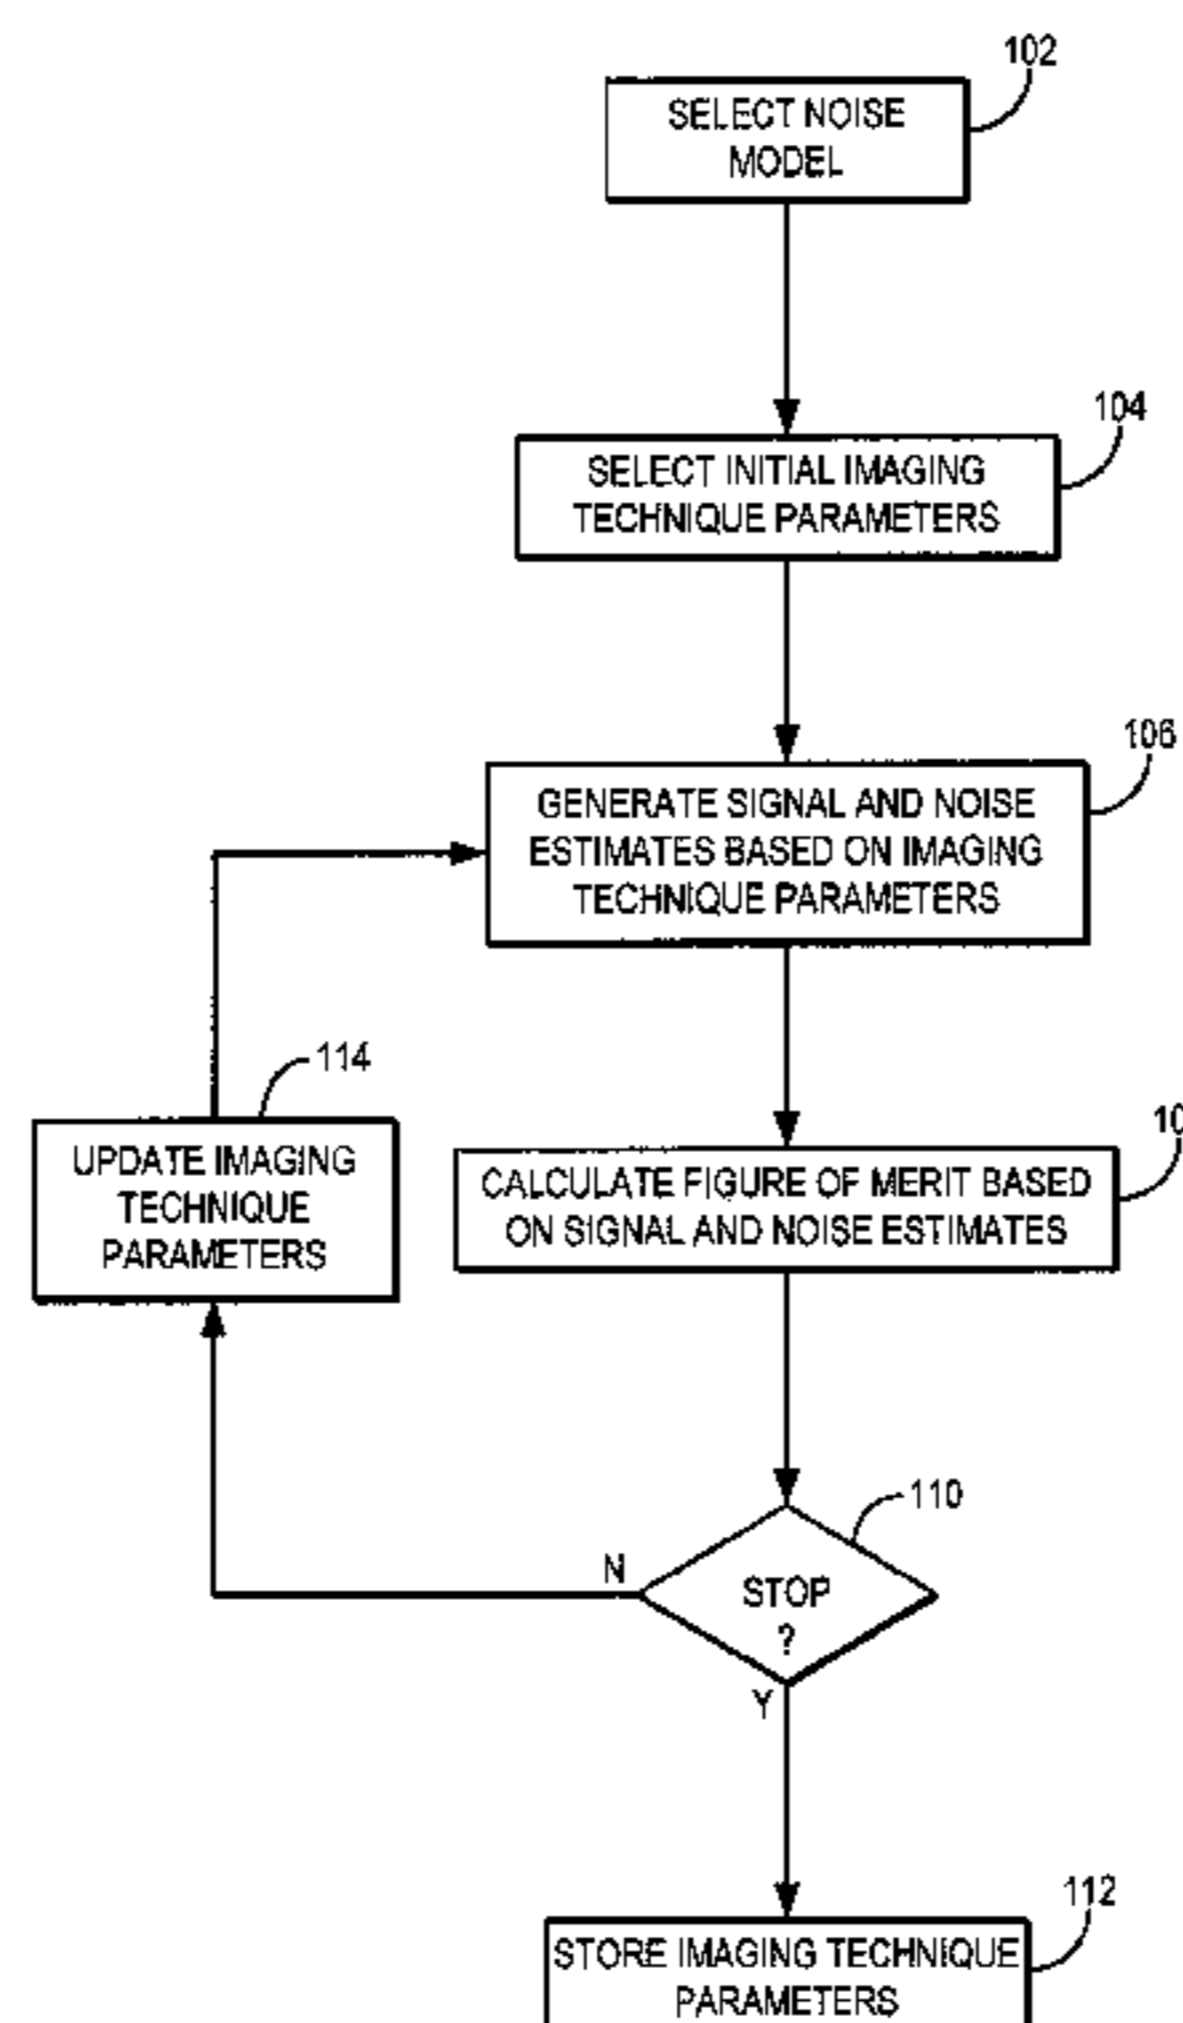 102
SELECT NOISE
MODEL
104
SELECT INITIAL IMAGING
TECHNIQUE PARAMETERS
106
GENERATE SIGNAL AND NOISE
ESTIMATES BASED ON IMAGING
TECHNIQUE PARAMETERS
114
UPDATE IMAGING
TECHNIQUE
PARAMETERS
10
CALCULATE FIGURE OF MERIT BASED
ON SIGNAL AND NOISE ESTIMATES
110
N
STOP
?
Y
112
STORE IMAGING TECHNIQUE
PARAMETERS